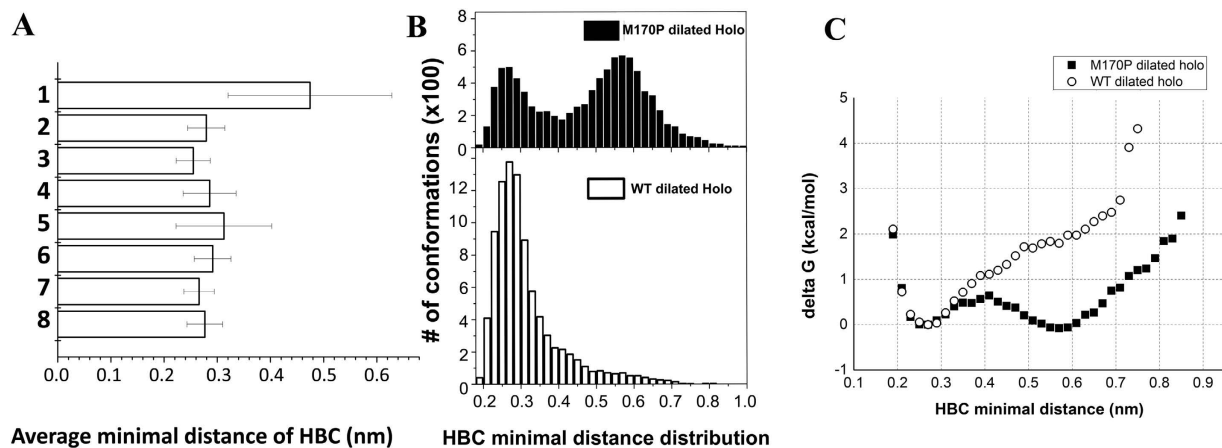 A
1
2
3
4
5
6
7
8
0.0 0.1 0.2 0.3 0.4 0.5 0.6
Average minimal distance of HBC (nm)
B
# of conformations (x100)
8
6
4
2
0
M170P dilated Holo
12
10
8
6
4
2
0
WT dilated Holo
0.2 0.3 0.4 0.5 0.6 0.7 0.8 0.9 1.0
HBC minimal distance distribution
C
M170P dilated holo
WT dilated holo
delta G (kcal/mol)
5
4
3
2
1
0
-1
0.1 0.2 0.3 0.4 0.5 0.6 0.7 0.8 0.9
HBC minimal distance (nm)